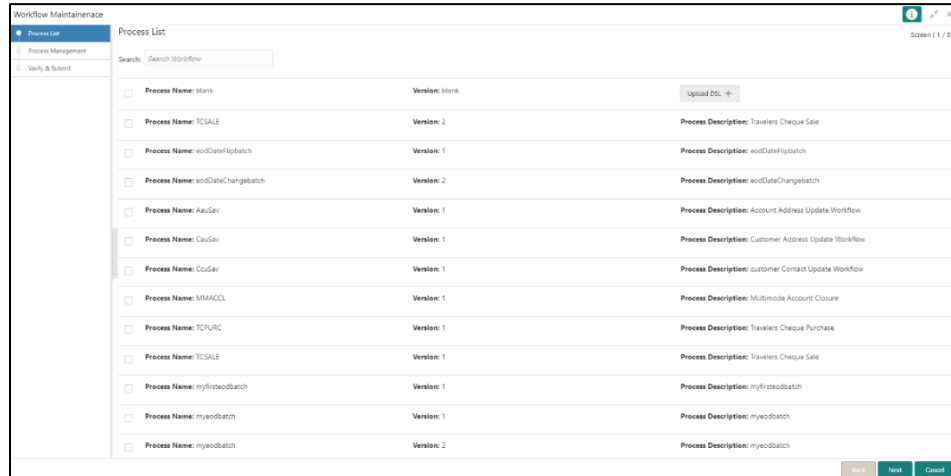 Workflow Maintainenace
Process List
Process Management
Verify & Submit
Process List
Screen ( 1 / 3
Search: Search Workflow
Process Name: blank Version: blank Upload DSL +
Process Name: TCSALE Version: 2 Process Description: Travelers Cheque Sale
Process Name: eodDateFlipbatch Version: 1 Process Description: eodDateFlipbatch
Process Name: eodDateChangebatch Version: 2 Process Description: eodDateChangebatch
Process Name: AauSav Version: 1 Process Description: Account Address Update Workflow
Process Name: CauSav Version: 1 Process Description: Customer Address Update Workflow
Process Name: CcuSav Version: 1 Process Description: customer Contact Update Workflow
Process Name: MMACCL Version: 1 Process Description: Multimode Account Closure
Process Name: TCPURC Version: 1 Process Description: Travelers Cheque Purchase
Process Name: TCSALE Version: 1 Process Description: Travelers Cheque Sale
Process Name: myfirsteodbatch Version: 1 Process Description: myfirsteodbatch
Process Name: myeodbatch Version: 1 Process Description: myeodbatch
Process Name: myeodbatch Version: 2 Process Description: myeodbatch
Back Next Cancel